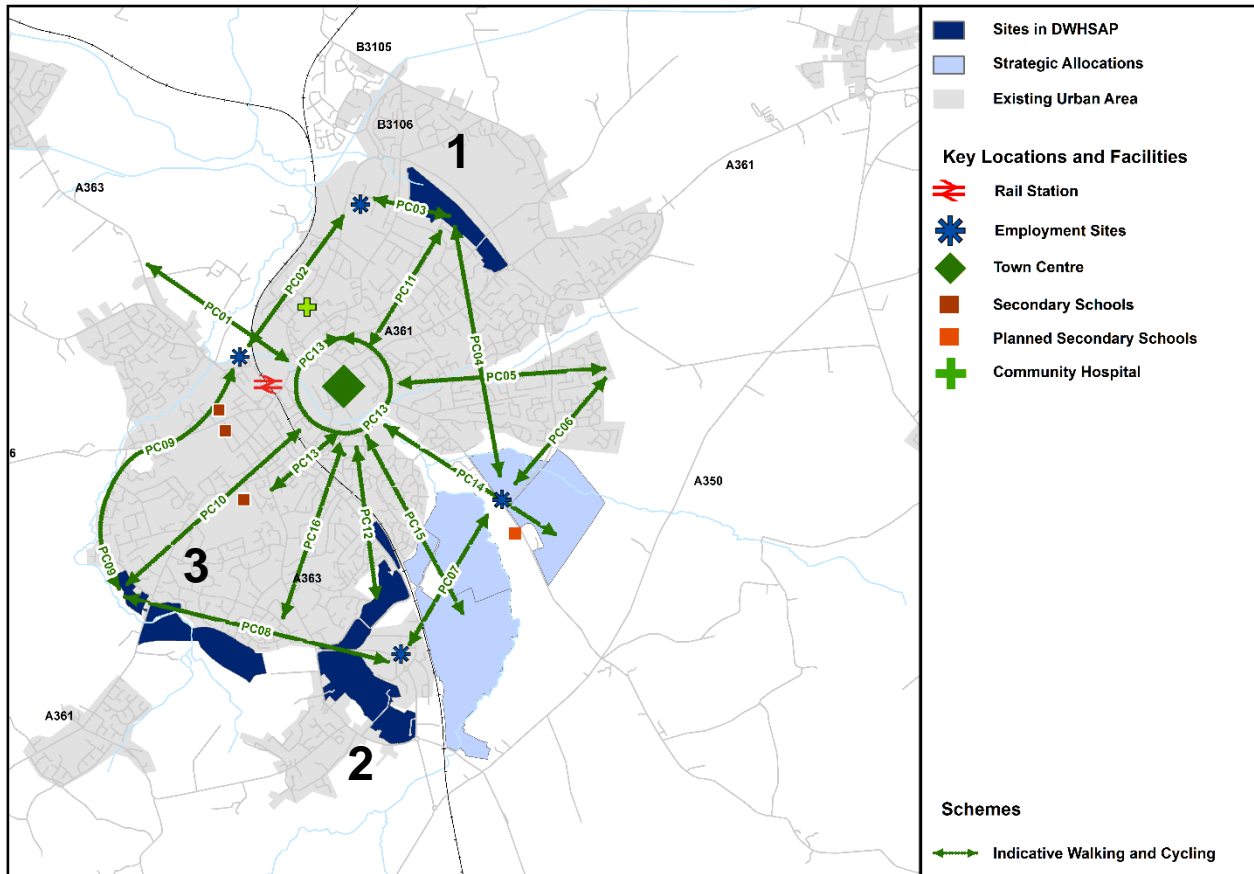 B3105
B3106
1
A361
A363
PC03
PC02
PC11
PC01
A361
PC13
PC04
PC05
PC13
PC06
PC09
PC13
PC14
A350
6
PC10
PC16
PC12
PC15
PC09
3
A363
PC07
PC08
A361
2
Sites in DWHSAP
Strategic Allocations
Existing Urban Area
Key Locations and Facilities
Rail Station
Employment Sites
Town Centre
Secondary Schools
Planned Secondary Schools
Community Hospital
Schemes
Indicative Walking and Cycling